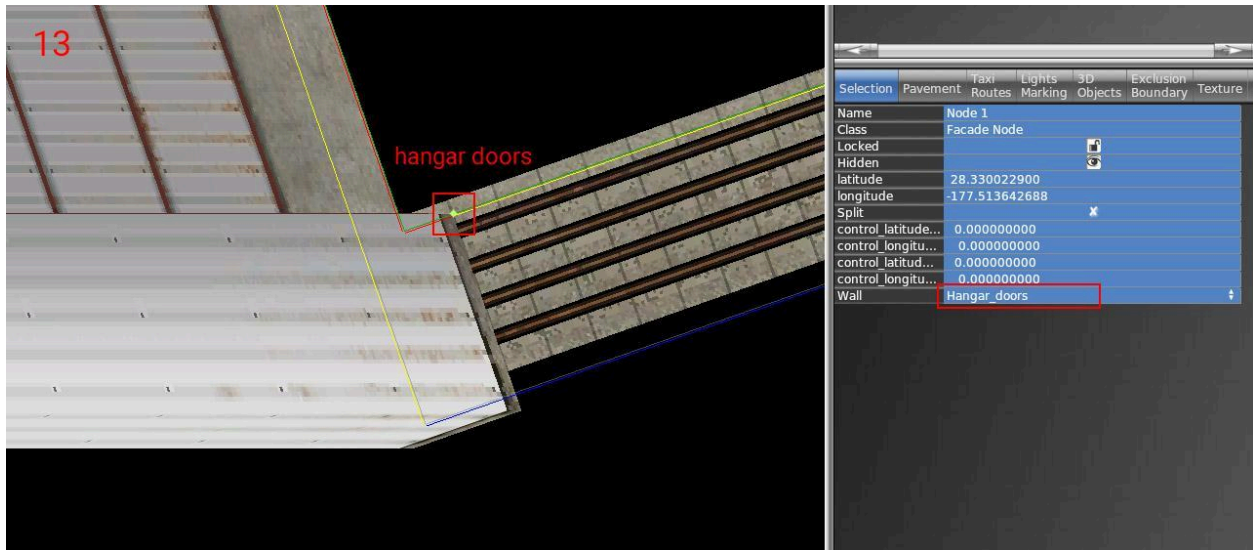 13
hangar doors
Selection Pavement Taxi Routes Lights Marking 3D Objects Exclusion Boundary Texture
Name Node 1
Class Facade Node
Locked
Hidden
latitude 28.330022900
longitude -177.513642688
Split
control_latitude... 0.000000000
control_longitu... 0.000000000
control_latitud... 0.000000000
control_longitu... 0.000000000
Wall Hangar_doors